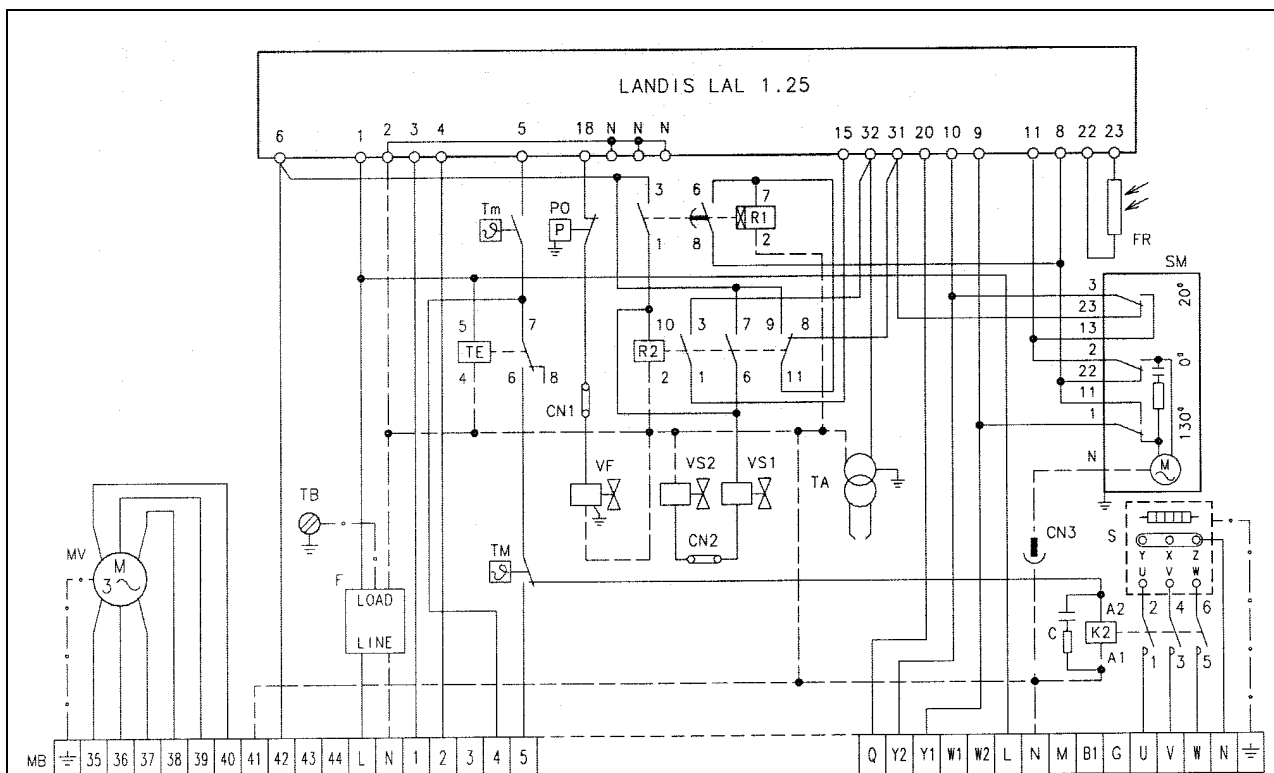 LANDIS LAL 1.25
6 1 2 3 4 5 18 N N N 15 32 31 20 10 9 11 8 22 23
3 6 7
Tm PO P R1
1 8 2 FR
SM
3 20°
23
5 7 10 3 7 9 8 13
TE R2 2 0°
4 6 8 2 1 6 11 22
CN1 11
1 130°
VF VS2 VS1 TA N M
TB CN3
MV M 3 CN2 S Y X Z
TM U V W
F LOAD 2 4 6
A2
LINE C K2
A1 1 3 5
MB 35 36 37 38 39 40 41 42 43 44 L N 1 2 3 4 5 Q Y2 Y1 W1 W2 L N M B1 G U V W N